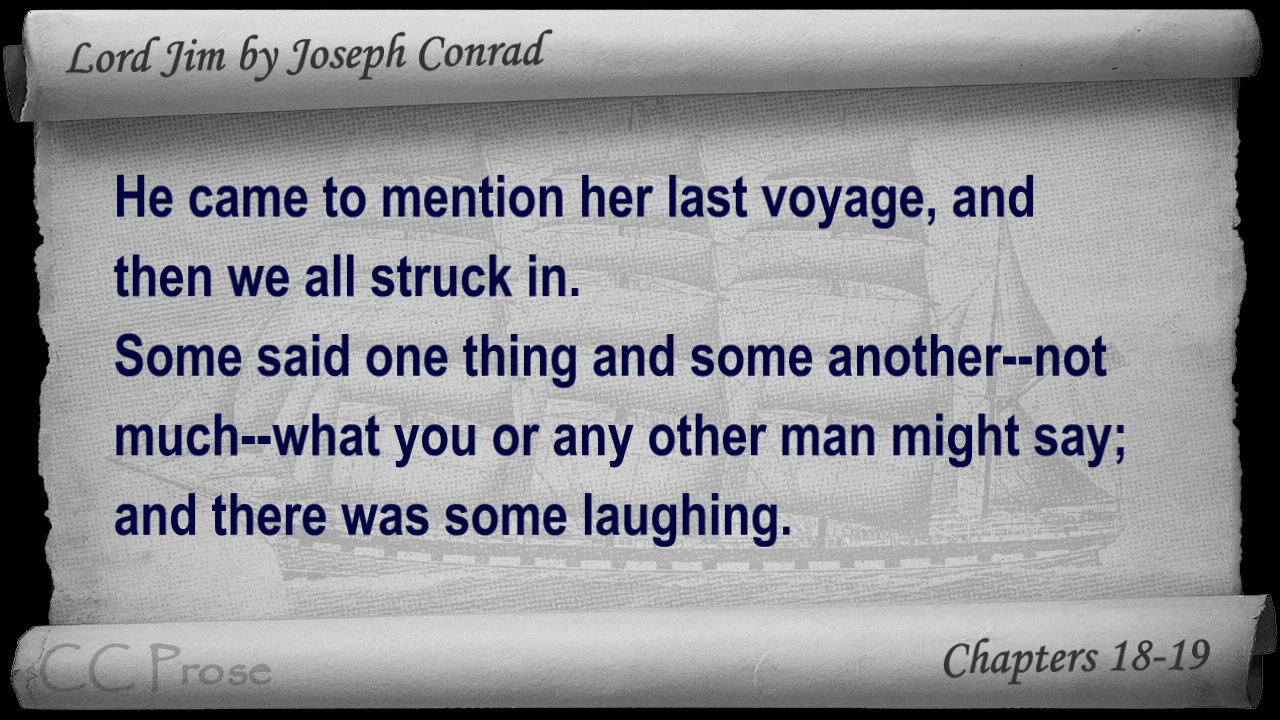 Lord Jim by Joseph Conrad
He came to mention her last voyage, and
then we all struck in.
Some said one thing and some another--not
much--what you or any other man might say;
and there was some laughing.
CC Prose
Chapters 18-19